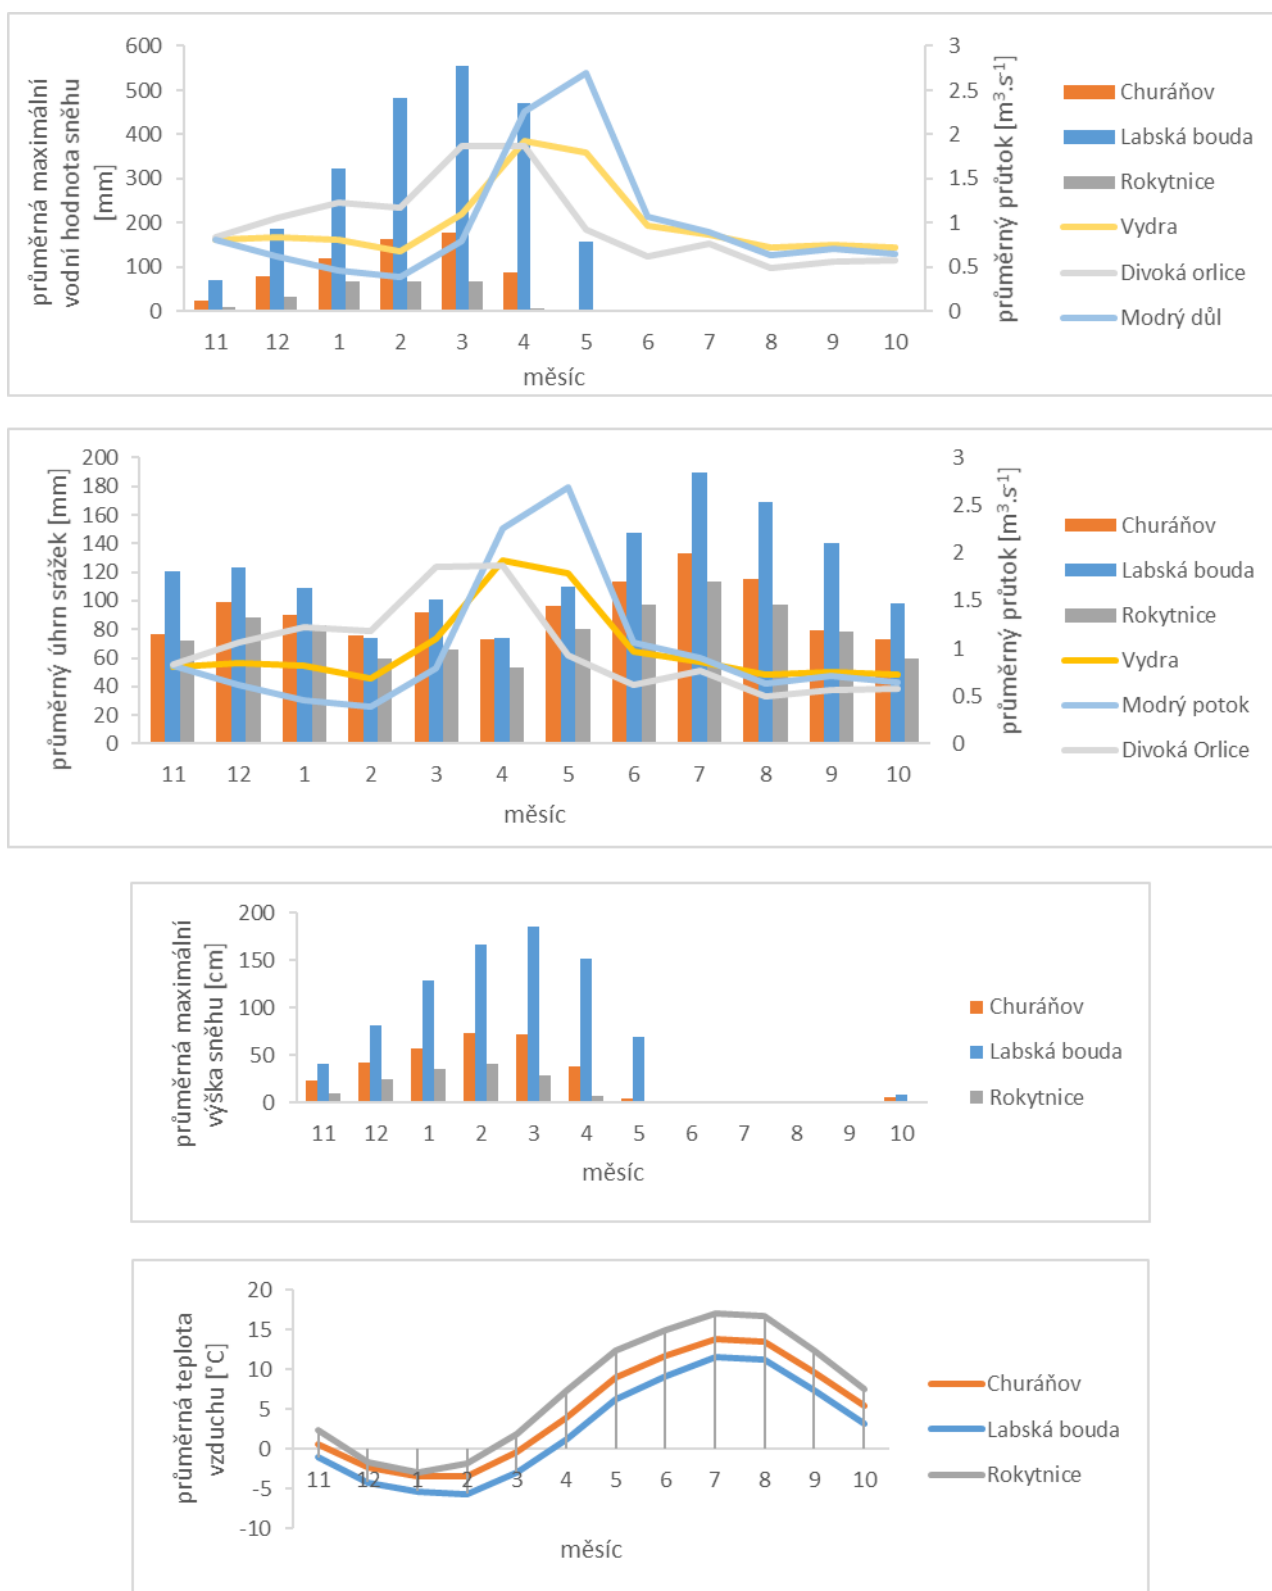 průměrná maximální
vodní hodnota sněhu
[mm]
600
500
400
300
200
100
0
11 12 1 2 3 4 5 6 7 8 9 10
měsíc
3
2.5
2
1.5
1
0.5
0
průměrný průtok [m³.s⁻¹]
Churáňov
Labská bouda
Rokytnice
Vydra
Divoká orlice
Modrý důl
průměrný úhrn srážek [mm]
200
180
160
140
120
100
80
60
40
20
0
11 12 1 2 3 4 5 6 7 8 9 10
měsíc
3
2.5
2
1.5
1
0.5
0
průměrný průtok [m³.s⁻¹]
Churáňov
Labská bouda
Rokytnice
Vydra
Modrý potok
Divoká Orlice
průměrná maximální
výška sněhu [cm]
200
150
100
50
0
11 12 1 2 3 4 5 6 7 8 9 10
měsíc
Churáňov
Labská bouda
Rokytnice
průměrná teplota
vzduchu [°C]
20
15
10
5
0
-5
-10
11 12 1 2 3 4 5 6 7 8 9 10
měsíc
Churáňov
Labská bouda
Rokytnice